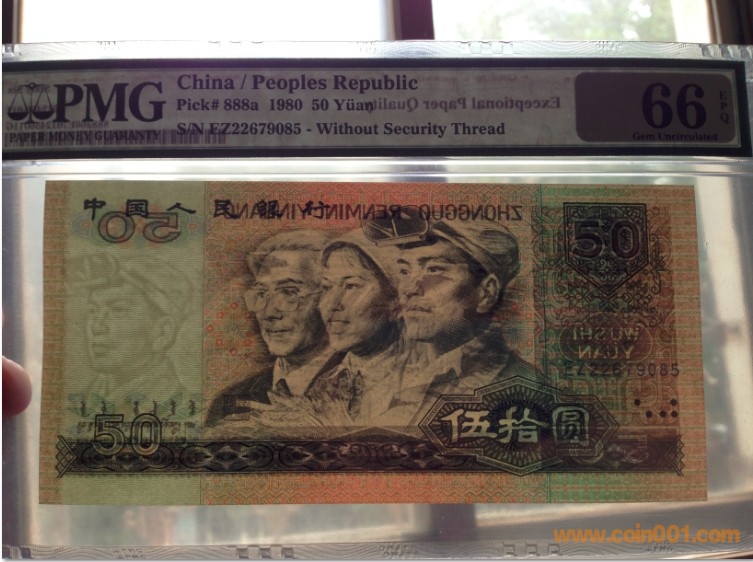 PMG
PAPER MONEY GUARANTY
China / Peoples Republic
Pick# 888a 1980 50 Yüan
S/N EZ22679085 - Without Security Thread
Exceptional Paper Quality
66 EPQ
Gem Uncirculated
中国人民银行
ZHONGGUO RENMIN YINHANG
50
50
WUSHI
YUAN
EZ22679085
50
伍拾圆
www.coin001.com